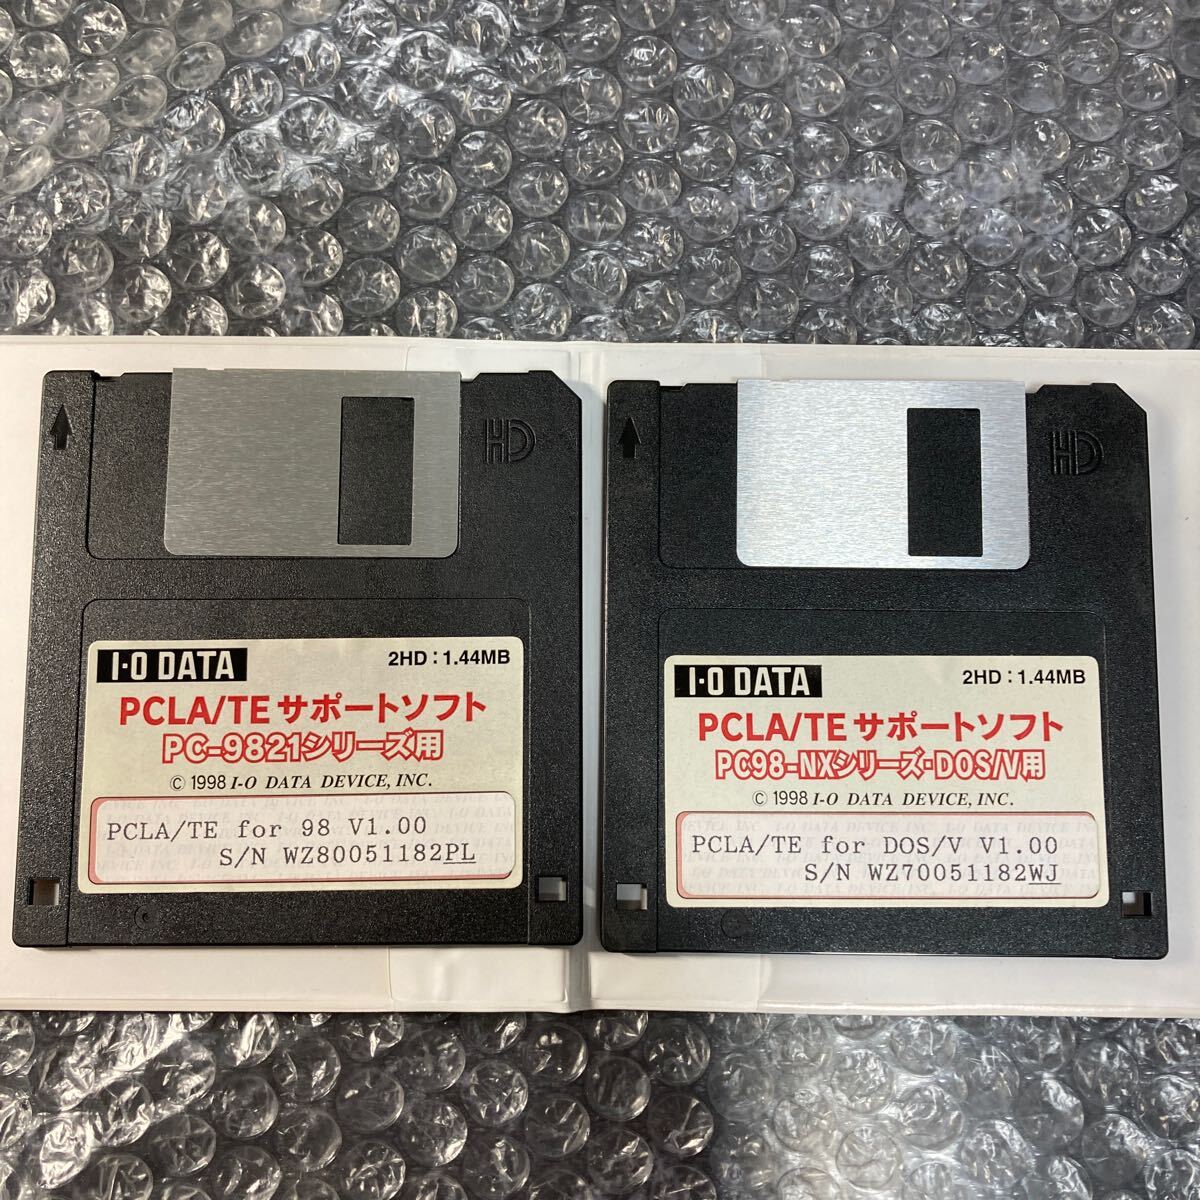 HD
I-O DATA
2HD:1.44MB
PCLA/TE サポートソフト
PC-9821シリーズ用
© 1998 I-O DATA DEVICE, INC.
PCLA/TE for 98 V1.00
S/N WZ80051182PL
HD
I-O DATA
2HD:1.44MB
PCLA/TE サポートソフト
PC98-NXシリーズ・DOS/V用
© 1998 I-O DATA DEVICE, INC.
PCLA/TE for DOS/V V1.00
S/N WZ70051182WJ